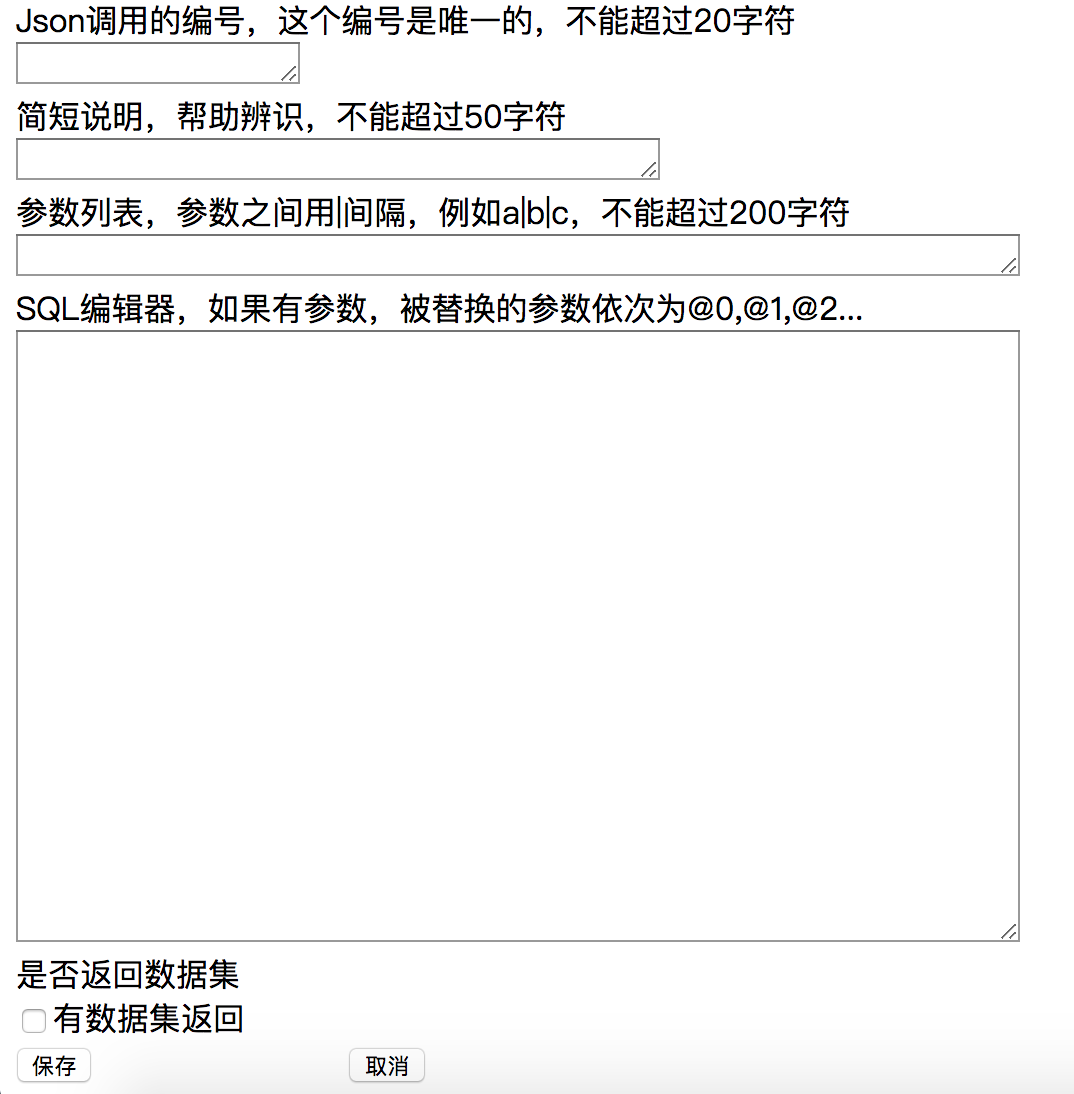 Json调用的编号，这个编号是唯一的，不能超过20字符
简短说明，帮助辨识，不能超过50字符
参数列表，参数之间用|间隔，例如a|b|c，不能超过200字符
SQL编辑器，如果有参数，被替换的参数依次为@0,@1,@2...
是否返回数据集
有数据集返回
保存 取消